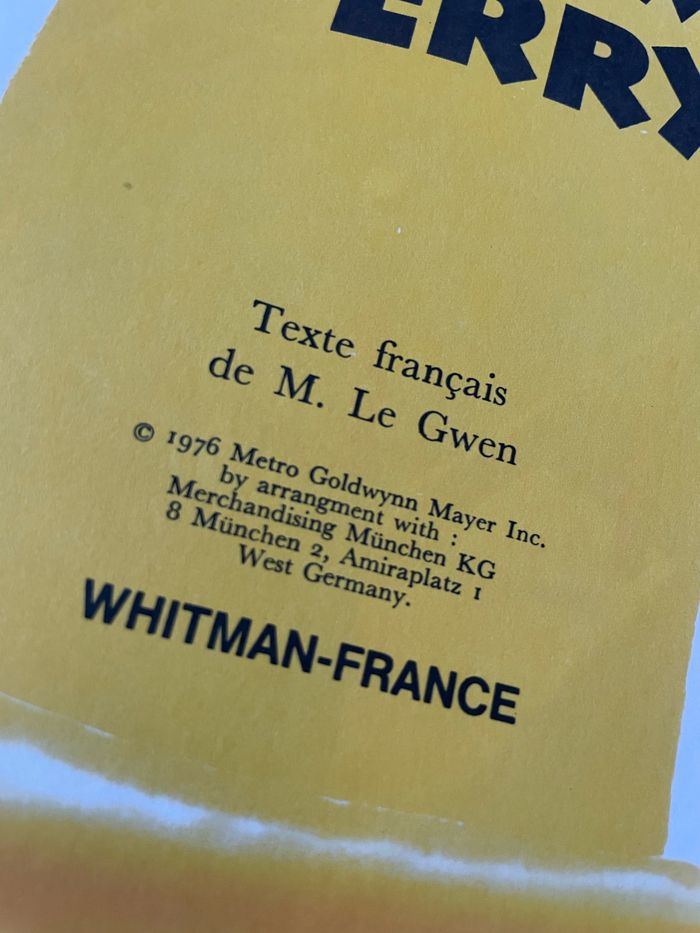 ERRY
Texte français
de M. Le Gwen
© 1976 Metro Goldwynn Mayer Inc.
by arrangment with :
Merchandising München KG
8 München 2, Amiraplatz 1
West Germany.
WHITMAN-FRANCE